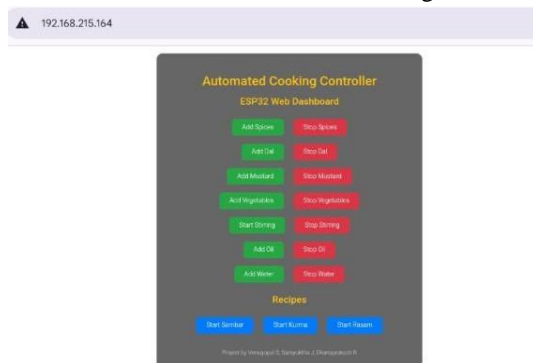 192.168.215.164
Automated Cooking Controller
ESP32 Web Dashboard
Add Spices Stop Spices
Add Dal Stop Dal
Add Mustard Stop Mustard
Add Vegetables Stop Vegetables
Start Stirring Stop Stirring
Add Oil Stop Oil
Add Water Stop Water
Recipes
Start Sambar Start Kurma Start Rasam
Project by